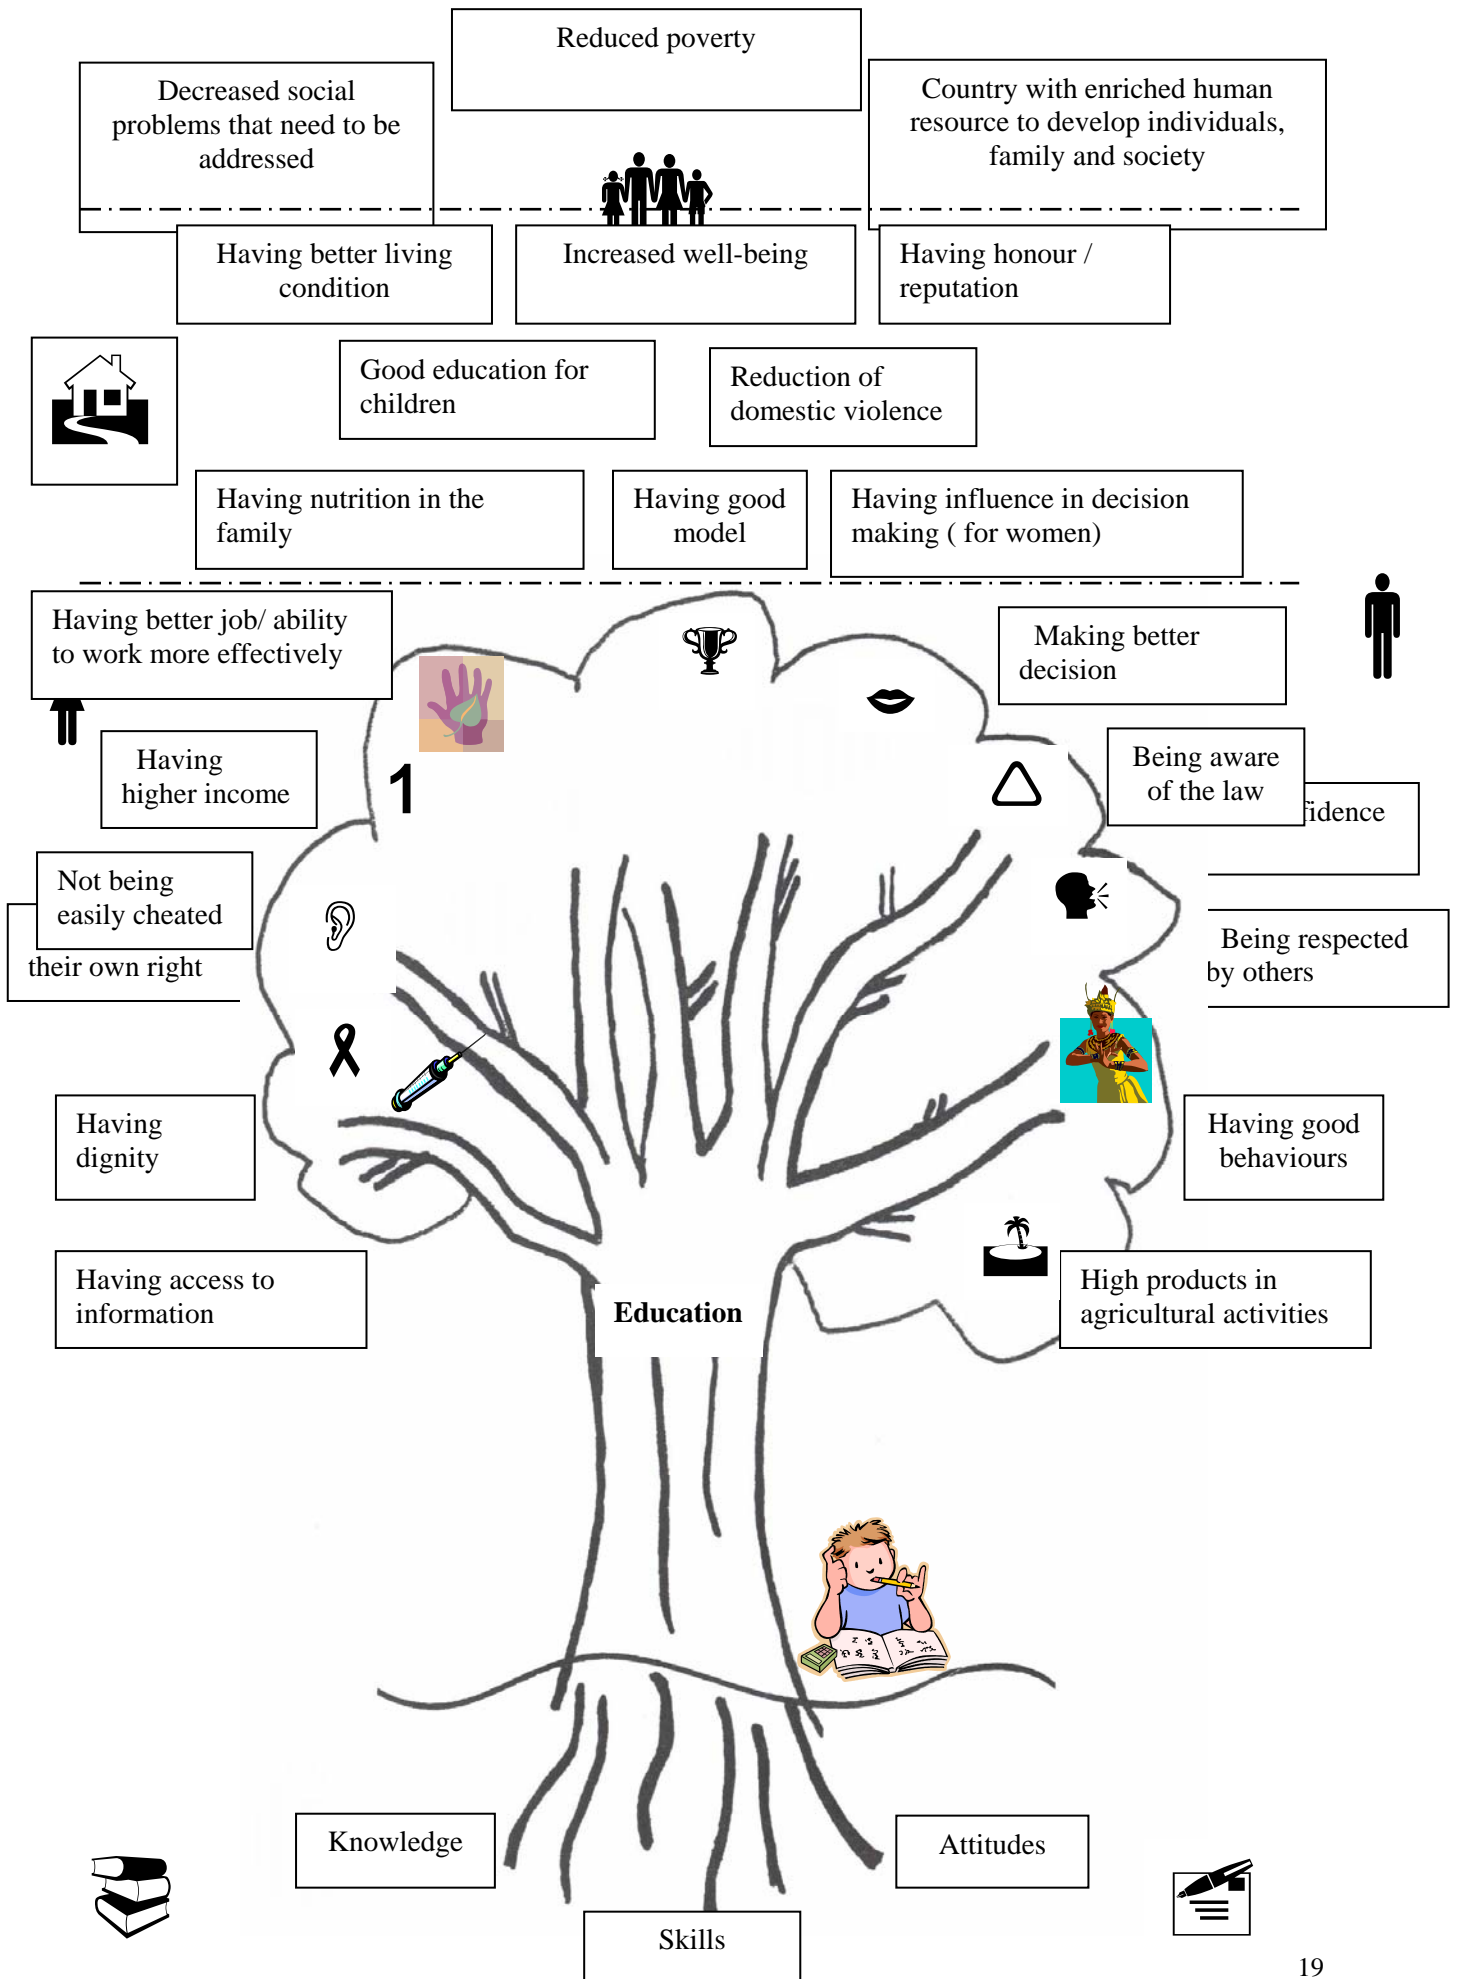 Reduced poverty
Decreased social
problems that need to be
addressed
Country with enriched human
resource to develop individuals,
family and society
Having better living
condition
Increased well-being
Having honour /
reputation
Good education for
children
Reduction of
domestic violence
Having nutrition in the
family
Having good
model
Having influence in decision
making ( for women)
Having better job/ ability
to work more effectively
Making better
decision
Having
higher income
1
Being aware
of the law
fidence
Not being
easily cheated
their own right
Being respected
by others
Having
dignity
Having good
behaviours
Having access to
information
Education
High products in
agricultural activities
Knowledge
Attitudes
Skills
19